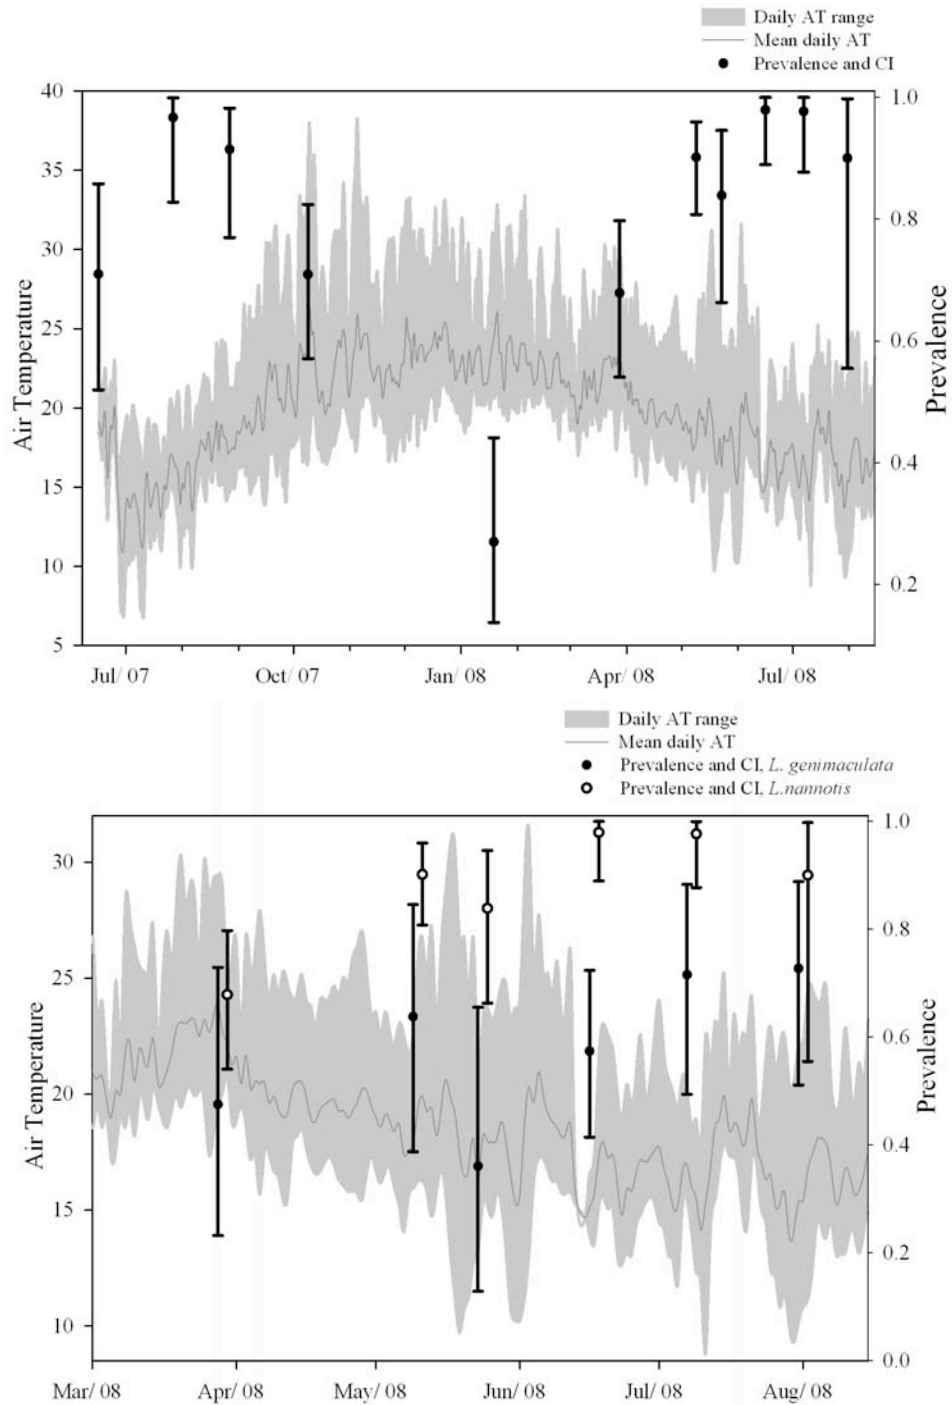 Daily AT range
Mean daily AT
Prevalence and CI
40
35
30
25
20
15
10
5
Air Temperature
1.0
0.8
0.6
0.4
0.2
Prevalence
Jul/ 07
Oct/ 07
Jan/ 08
Apr/ 08
Jul/ 08
Daily AT range
Mean daily AT
Prevalence and CI, L. genimaculata
Prevalence and CI, L.nannotis
30
25
20
15
10
Air Temperature
1.0
0.8
0.6
0.4
0.2
0.0
Prevalence
Mar/ 08
Apr/ 08
May/ 08
Jun/ 08
Jul/ 08
Aug/ 08